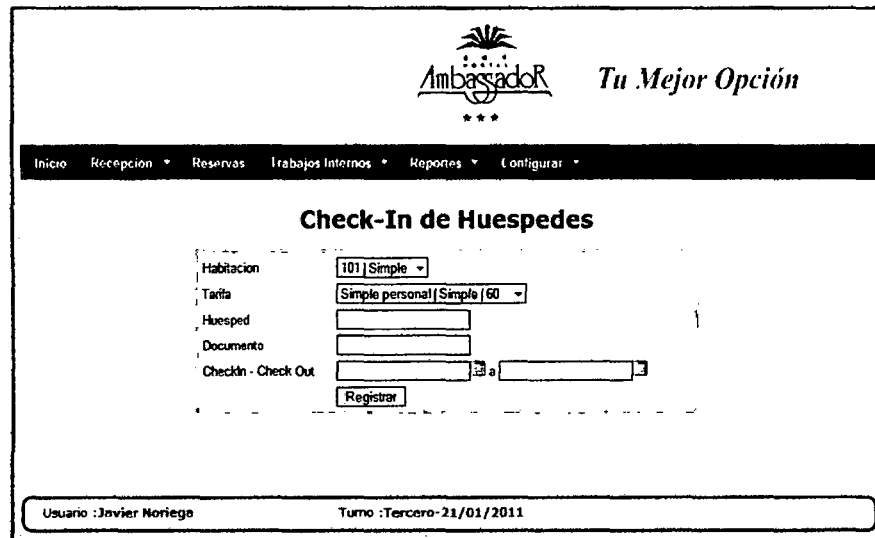 HOTEL
AmbassadoR
Tu Mejor Opción
Inicio Recepcion Reservas Trabajos Internos Reportes Configurar
Check-In de Huespedes
Habitacion 101 | Simple
Tarifa Simple personal | Simple | 60
Huesped
Documento
CheckIn - Check Out a
Registrar
Usuario :Javier Noriega Turno :Tercero-21/01/2011